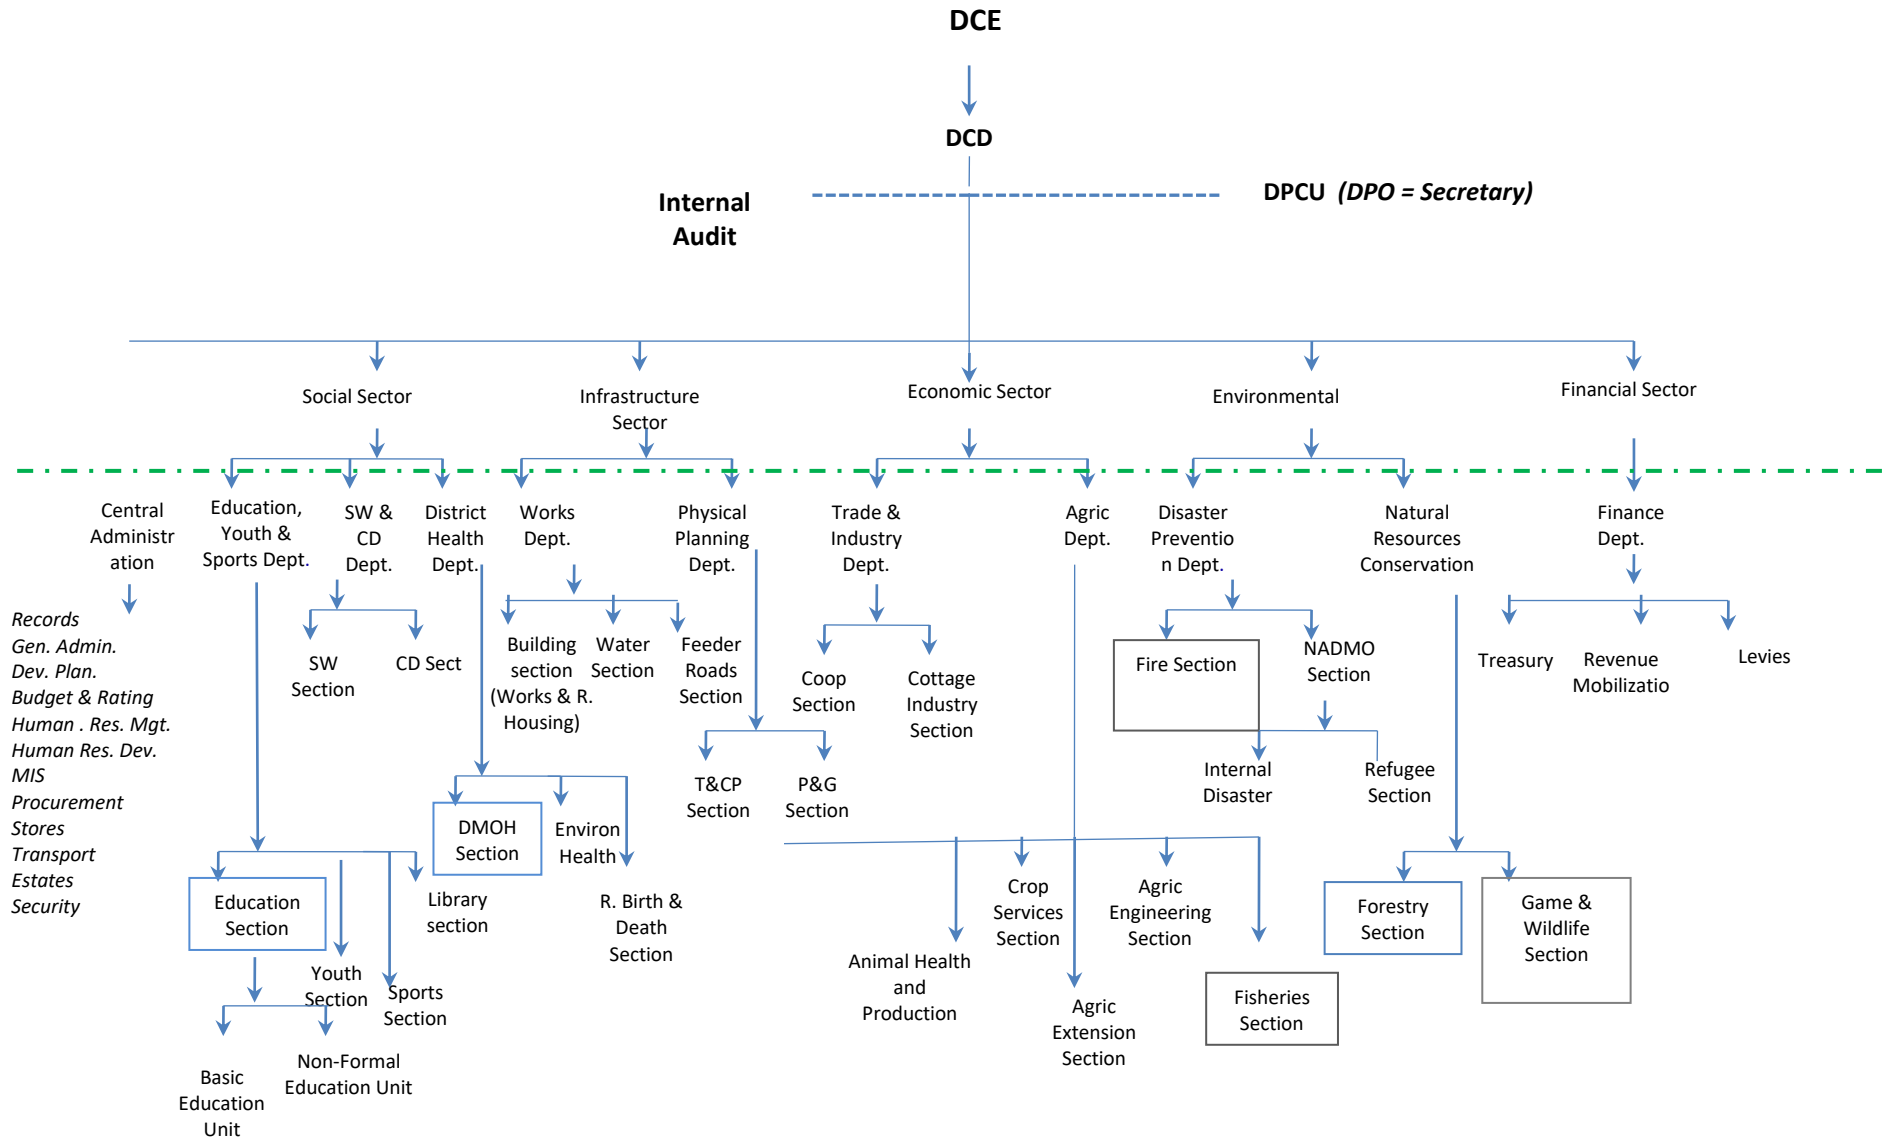 DCE
DCD
Internal
Audit
DPCU (DPO = Secretary)
Social Sector
Infrastructure
Sector
Economic Sector
Environmental
Financial Sector
Central
Administr
ation
Education,
Youth &
Sports Dept.
SW &
CD
Dept.
District
Health
Dept.
Works
Dept.
Physical
Planning
Dept.
Trade &
Industry
Dept.
Agric
Dept.
Disaster
Preventio
n Dept.
Natural
Resources
Conservation
Finance
Dept.
Records
Gen. Admin.
Dev. Plan.
Budget & Rating
Human . Res. Mgt.
Human Res. Dev.
MIS
Procurement
Stores
Transport
Estates
Security
SW
Section
CD Sect
Building
section
(Works & R.
Housing)
Water
Section
Feeder
Roads
Section
Coop
Section
Cottage
Industry
Section
Fire Section
NADMO
Section
Treasury
Revenue
Mobilizatio
Levies
T&CP
Section
P&G
Section
Internal
Disaster
Refugee
Section
DMOH
Section
Environ
Health
R. Birth &
Death
Section
Education
Section
Library
section
Youth
Section
Sports
Section
Basic
Education
Unit
Non-Formal
Education Unit
Animal Health
and
Production
Crop
Services
Section
Agric
Extension
Section
Agric
Engineering
Section
Fisheries
Section
Forestry
Section
Game &
Wildlife
Section